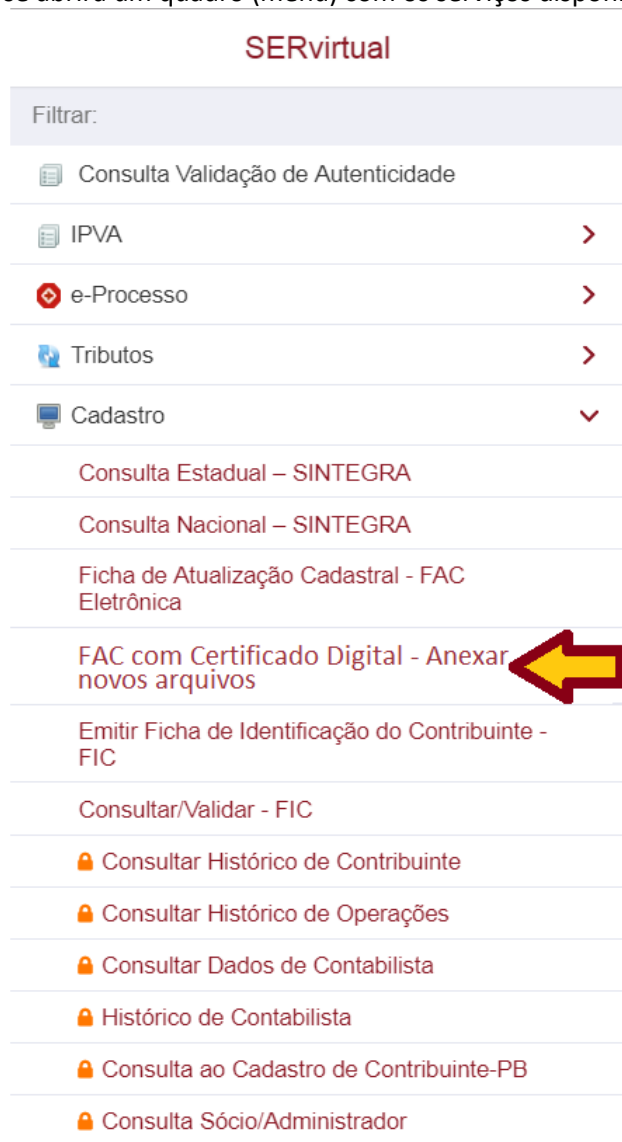 SERvirtual
Filtrar:
Consulta Validação de Autenticidade
IPVA
e-Processo
Tributos
Cadastro
Consulta Estadual – SINTEGRA
Consulta Nacional – SINTEGRA
Ficha de Atualização Cadastral - FAC
Eletrônica
FAC com Certificado Digital - Anexar
novos arquivos
Emitir Ficha de Identificação do Contribuinte -
FIC
Consultar/Validar - FIC
Consultar Histórico de Contribuinte
Consultar Histórico de Operações
Consultar Dados de Contabilista
Histórico de Contabilista
Consulta ao Cadastro de Contribuinte-PB
Consulta Sócio/Administrador